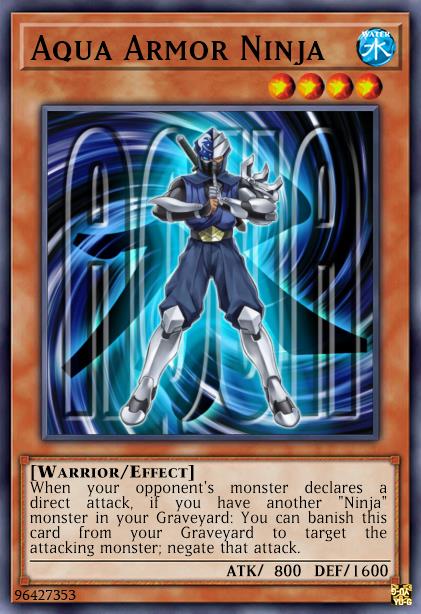 Aqua Armor Ninja
WATER
水
AQUA
[Warrior/Effect]
When your opponent's monster declares a
direct attack, if you have another "Ninja"
monster in your Graveyard: You can banish this
card from your Graveyard to target the
attacking monster; negate that attack.
ATK/ 800 DEF/1600
96427353